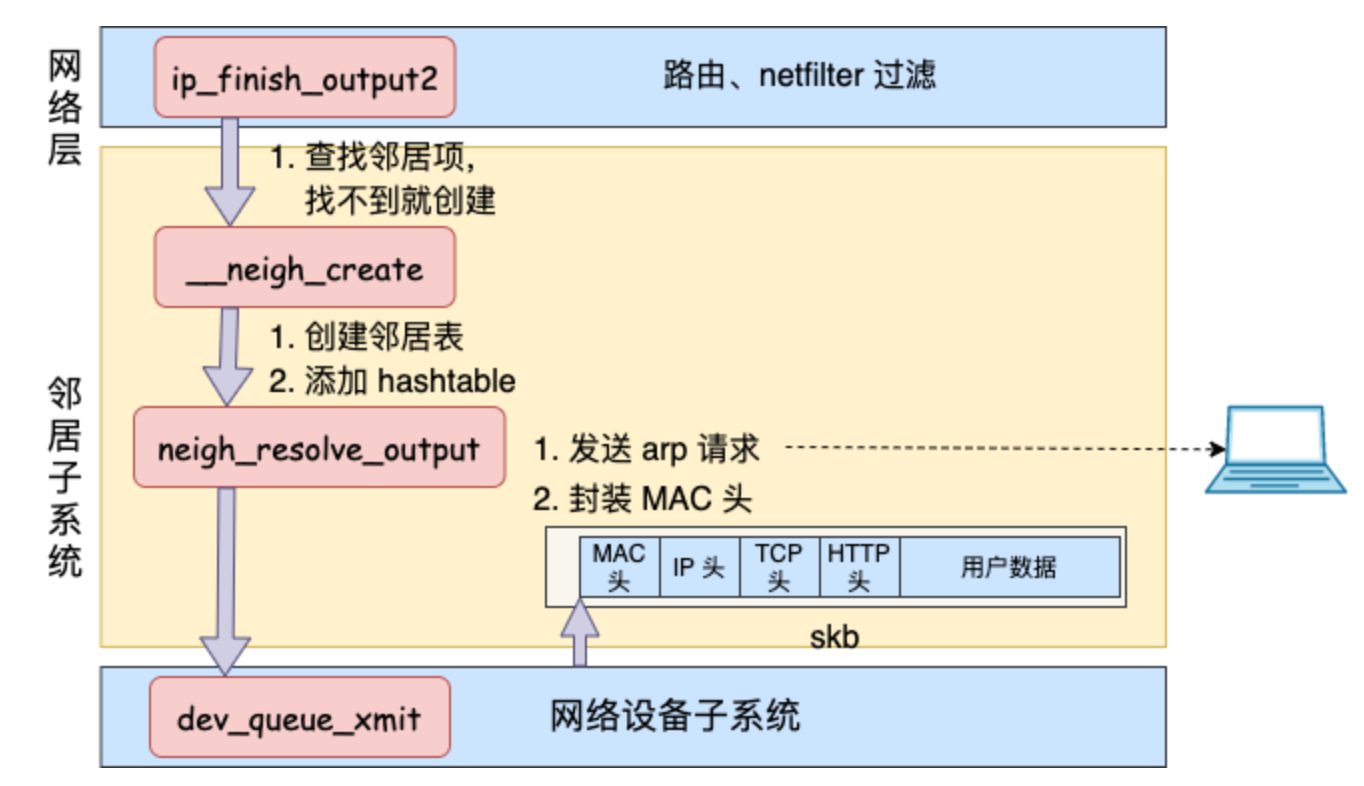 网络层
ip_finish_output2
路由、netfilter 过滤
1. 查找邻居项,
找不到就创建
邻居子系统
__neigh_create
1. 创建邻居表
2. 添加 hashtable
neigh_resolve_output
1. 发送 arp 请求
2. 封装 MAC 头
MAC
头
IP 头
TCP
头
HTTP
头
用户数据
skb
dev_queue_xmit
网络设备子系统